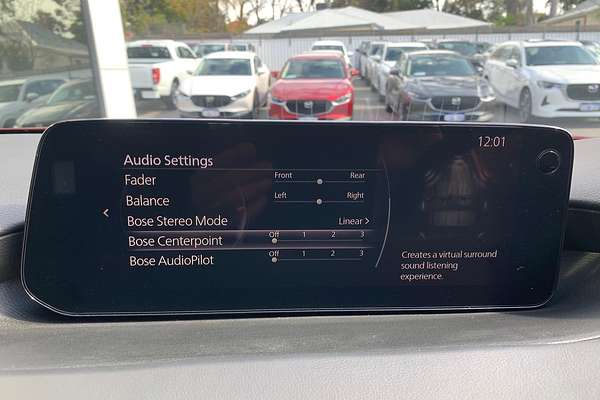 12:01
Audio Settings
Fader Front Rear
Balance Left Right
Bose Stereo Mode Linear
Bose Centerpoint Off 1 2 3
Bose AudioPilot Off 1 2 3
Creates a virtual surround
sound listening
experience.